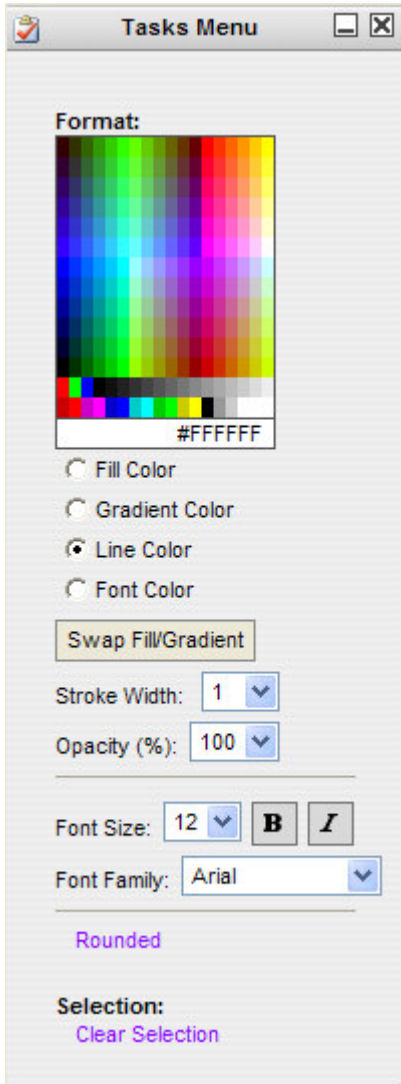 Tasks Menu
Format:
#FFFFFF
Fill Color
Gradient Color
Line Color
Font Color
Swap Fill/Gradient
Stroke Width: 1
Opacity (%): 100
Font Size: 12 B I
Font Family: Arial
Rounded
Selection:
Clear Selection